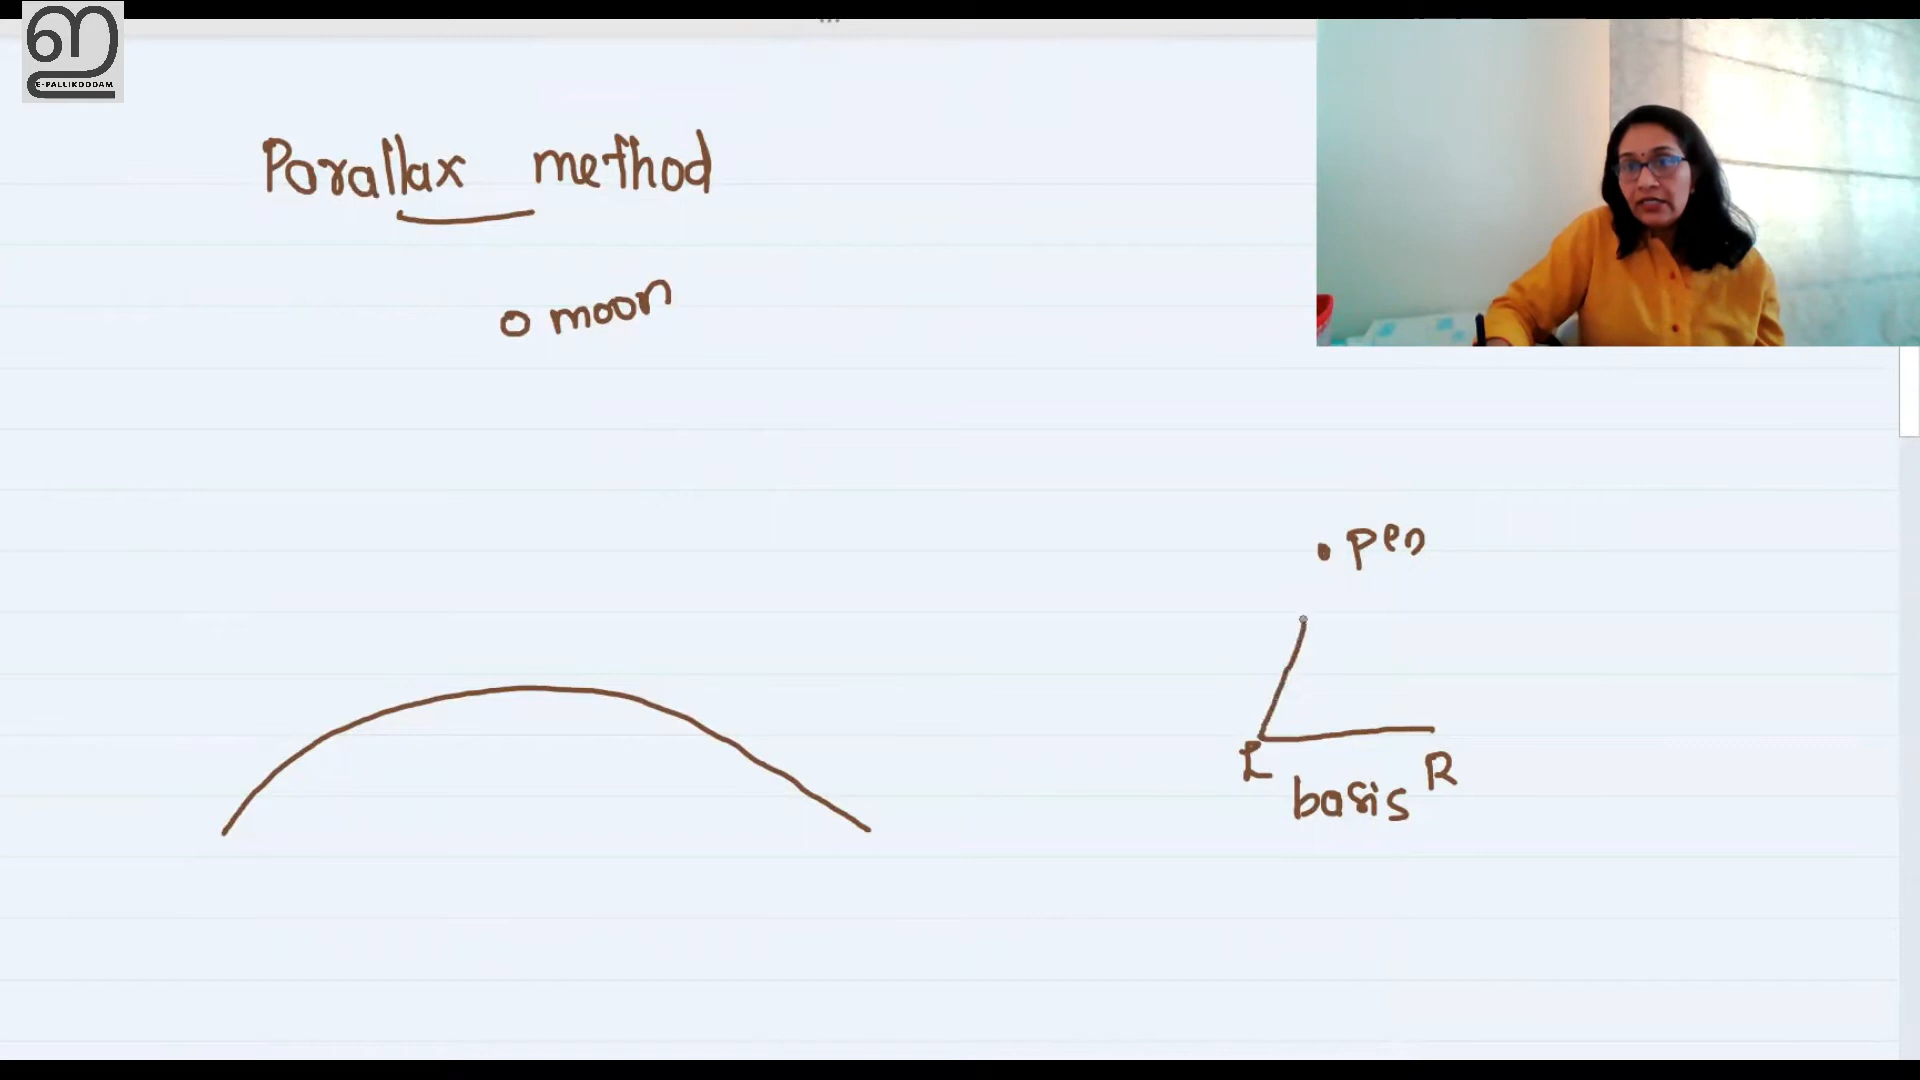 ഈ
E-PALLIKOODAM
Parallax method
moon
pen
L R
basis